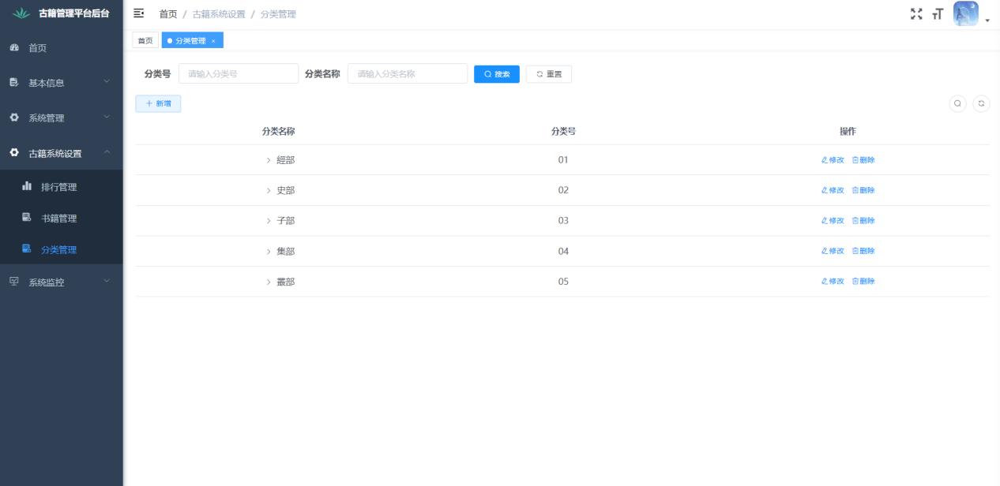 古籍管理平台后台
首页 / 古籍系统设置 / 分类管理
首页
分类管理 ×
首页
基本信息
系统管理
古籍系统设置
排行管理
书籍管理
分类管理
系统监控
分类号 请输入分类号 分类名称 请输入分类名称 搜索 重置
+ 新增
分类名称 分类号 操作
經部 01 修改 删除
史部 02 修改 删除
子部 03 修改 删除
集部 04 修改 删除
叢部 05 修改 删除